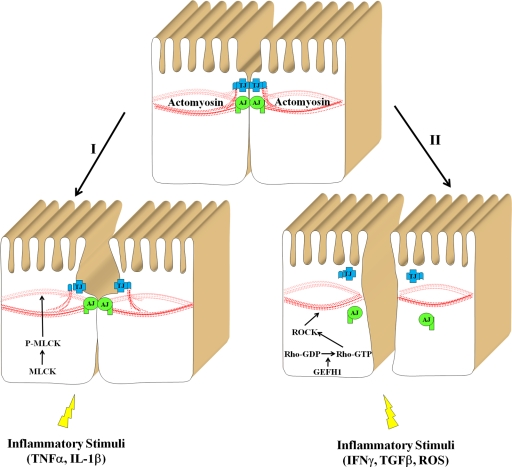 TJ TJ
Actomyosin AJ AJ Actomyosin
I
II
TJ TJ
AJ AJ
P-MLCK
MLCK
Inflammatory Stimuli
(TNFα, IL-1β)
TJ TJ
AJ AJ
ROCK
Rho-GDP Rho-GTP
GEFH1
Inflammatory Stimuli
(IFNγ, TGFβ, ROS)